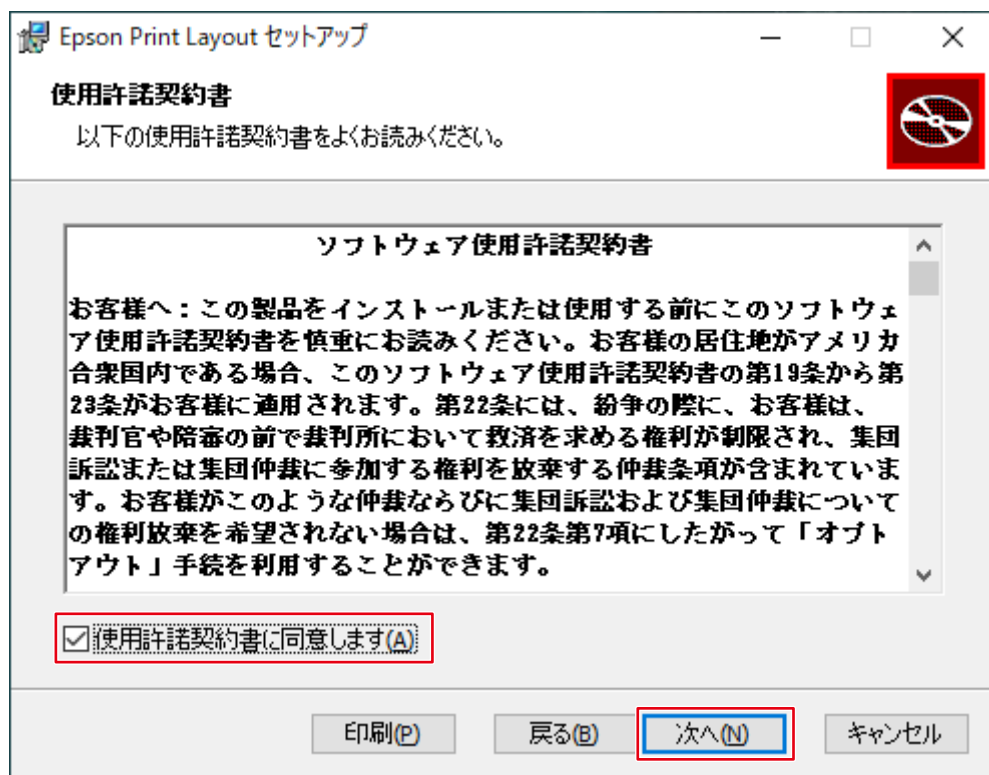 Epson Print Layout セットアップ
使用許諾契約書
以下の使用許諾契約書をよくお読みください。
ソフトウェア使用許諾契約書
お客様へ：この製品をインストールまたは使用する前にこのソフトウェ
ア使用許諾契約書を慎重にお読みください。お客様の居住地がアメリカ
合衆国内である場合、このソフトウェア使用許諾契約書の第19条から第
23条がお客様に適用されます。第22条には、紛争の際に、お客様は、
裁判官や陪審の前で裁判所において救済を求める権利が制限され、集団
訴訟または集団仲裁に参加する権利を放棄する仲裁条項が含まれていま
す。お客様がこのような仲裁ならびに集団訴訟および集団仲裁について
の権利放棄を希望されない場合は、第22条第7項にしたがって「オプト
アウト」手続を利用することができます。
使用許諾契約書に同意します(A)
印刷(P) 戻る(B) 次へ(N) キャンセル